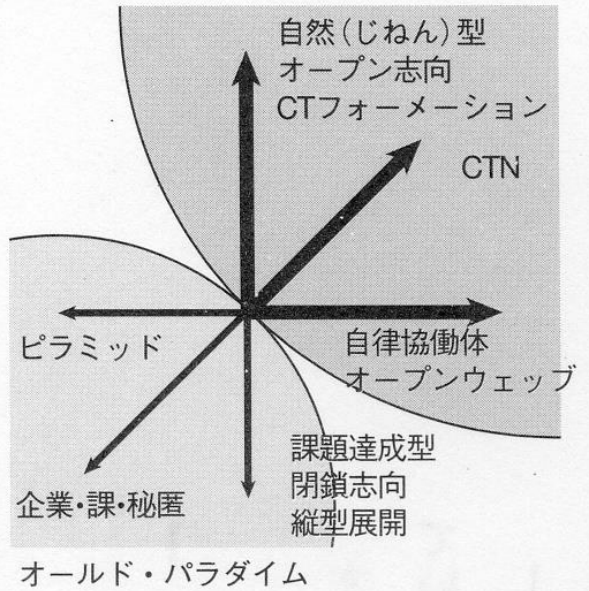 自然(じねん)型
オープン志向
CTフォーメーション
CTN
ピラミッド
自律協働体
オープンウェッブ
課題達成型
閉鎖志向
縦型展開
企業・課・秘匿
オールド・パラダイム